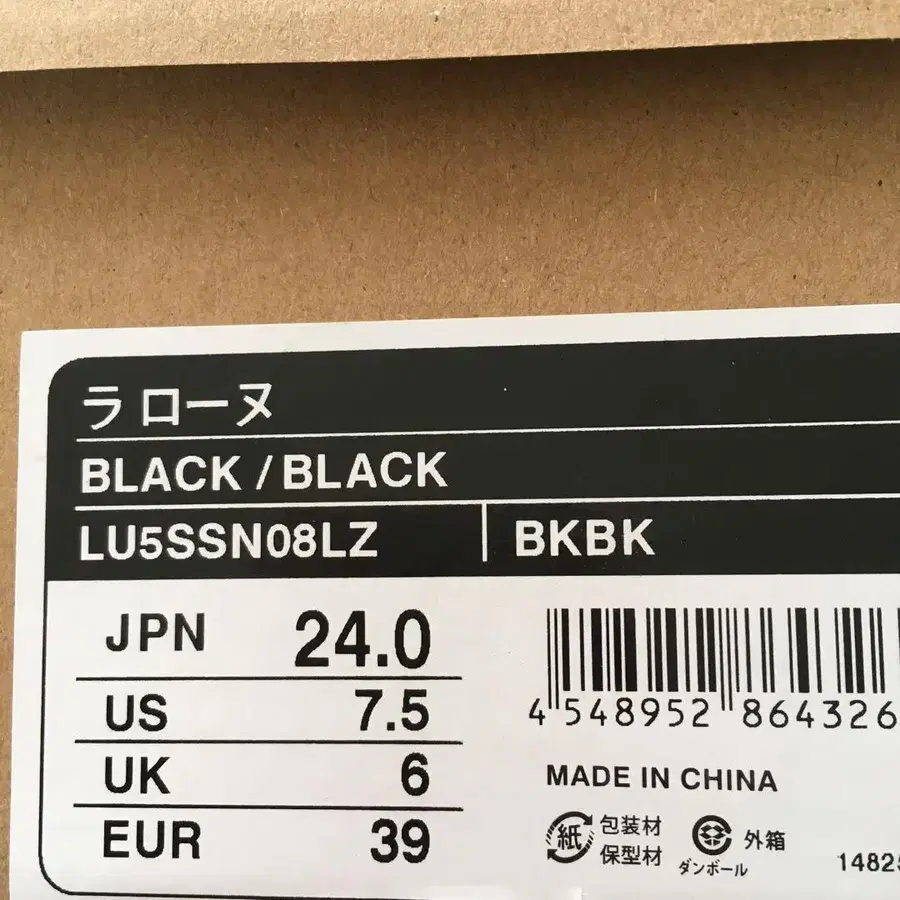 ラ ローヌ
BLACK / BLACK
LU5SSN08LZ BKBK
JPN 24.0
US 7.5
UK 6
EUR 39
4 548952 864326
MADE IN CHINA
紙 包装材
保型材
ダンボール
外箱
14825